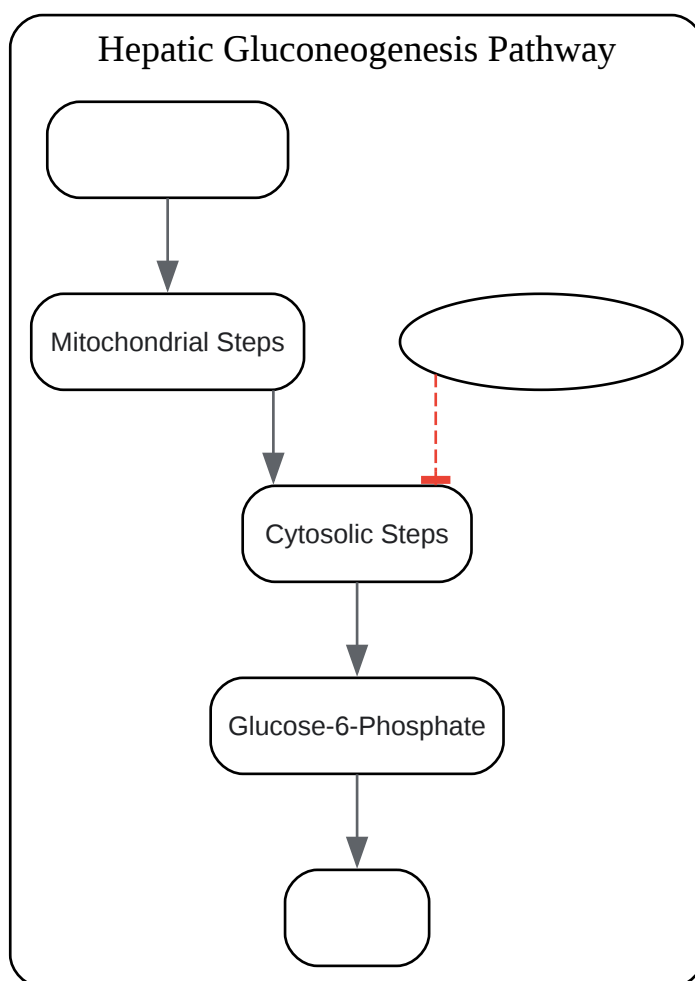 Hepatic Gluconeogenesis Pathway
Mitochondrial Steps
Cytosolic Steps
Glucose-6-Phosphate